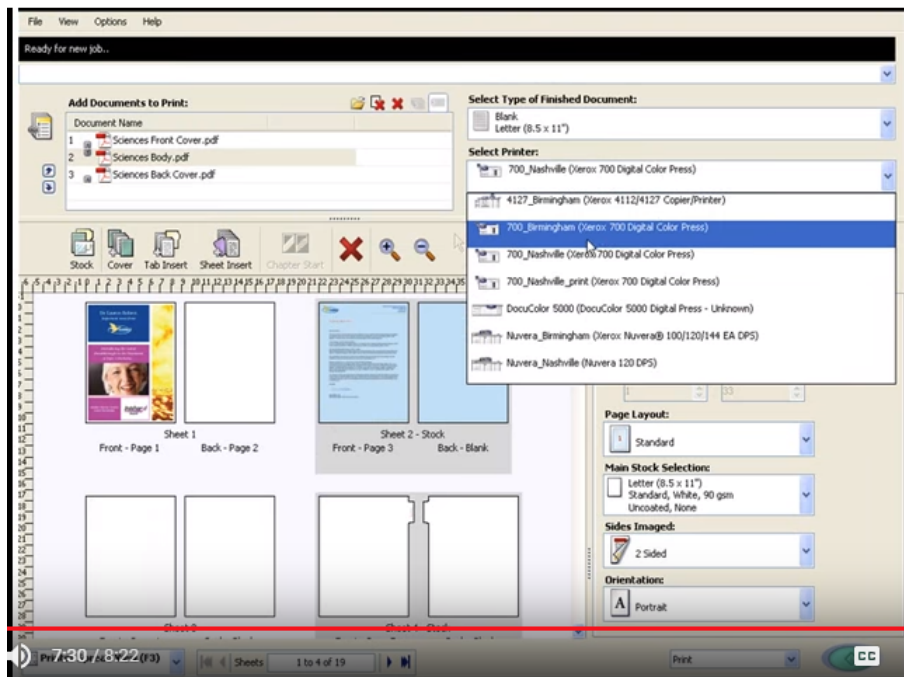 File View Options Help
Ready for new job..
Add Documents to Print:
Document Name
1 Sciences Front Cover.pdf
2 Sciences Body.pdf
3 Sciences Back Cover.pdf
Select Type of Finished Document:
Blank
Letter (8.5 x 11")
Select Printer:
700_Nashville (Xerox 700 Digital Color Press)
4127_Birmingham (Xerox 4112/4127 Copier/Printer)
700_Birmingham (Xerox 700 Digital Color Press)
700_Nashville (Xerox 700 Digital Color Press)
700_Nashville_print (Xerox 700 Digital Color Press)
DocuColor 5000 (DocuColor 5000 Digital Press - Unknown)
Nuvera_Birmingham (Xerox Nuvera® 100/120/144 EA DPS)
Nuvera_Nashville (Nuvera 120 DPS)
Stock Cover Tab Insert Sheet Insert Chapter Start
Sheet 1
Front - Page 1 Back - Page 2
Sheet 2 - Stock
Front - Page 3 Back - Blank
1 33
Page Layout:
1 Standard
Main Stock Selection:
Letter (8.5 x 11")
Standard, White, 90 gsm
Uncoated, None
Sides Imaged:
2 Sided
Orientation:
A Portrait
7:30 / 8:22
(F3)
Sheets 1 to 4 of 19
Print
CC